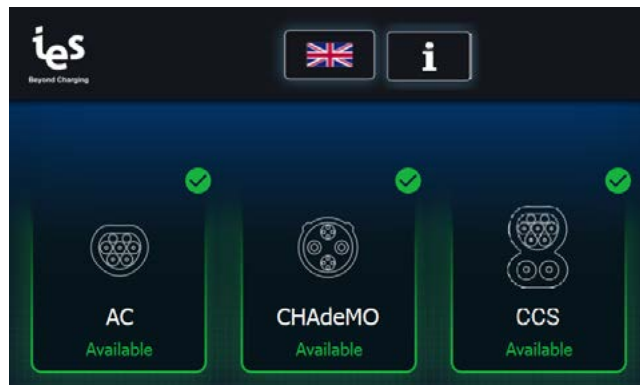 ies
Beyond Charging
i
AC
CHAdeMO
CCS
Available
Available
Available